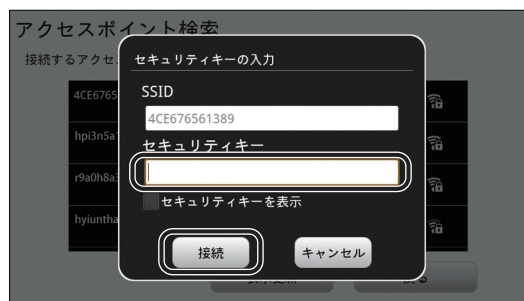 アクセスポイント検索
接続するアクセ
セキュリティキーの入力
SSID
4CE6765
4CE676561389
hpi3n5a
セキュリティキー
r9a0h8a3
セキュリティキーを表示
hyiuntha
接続
キャンセル